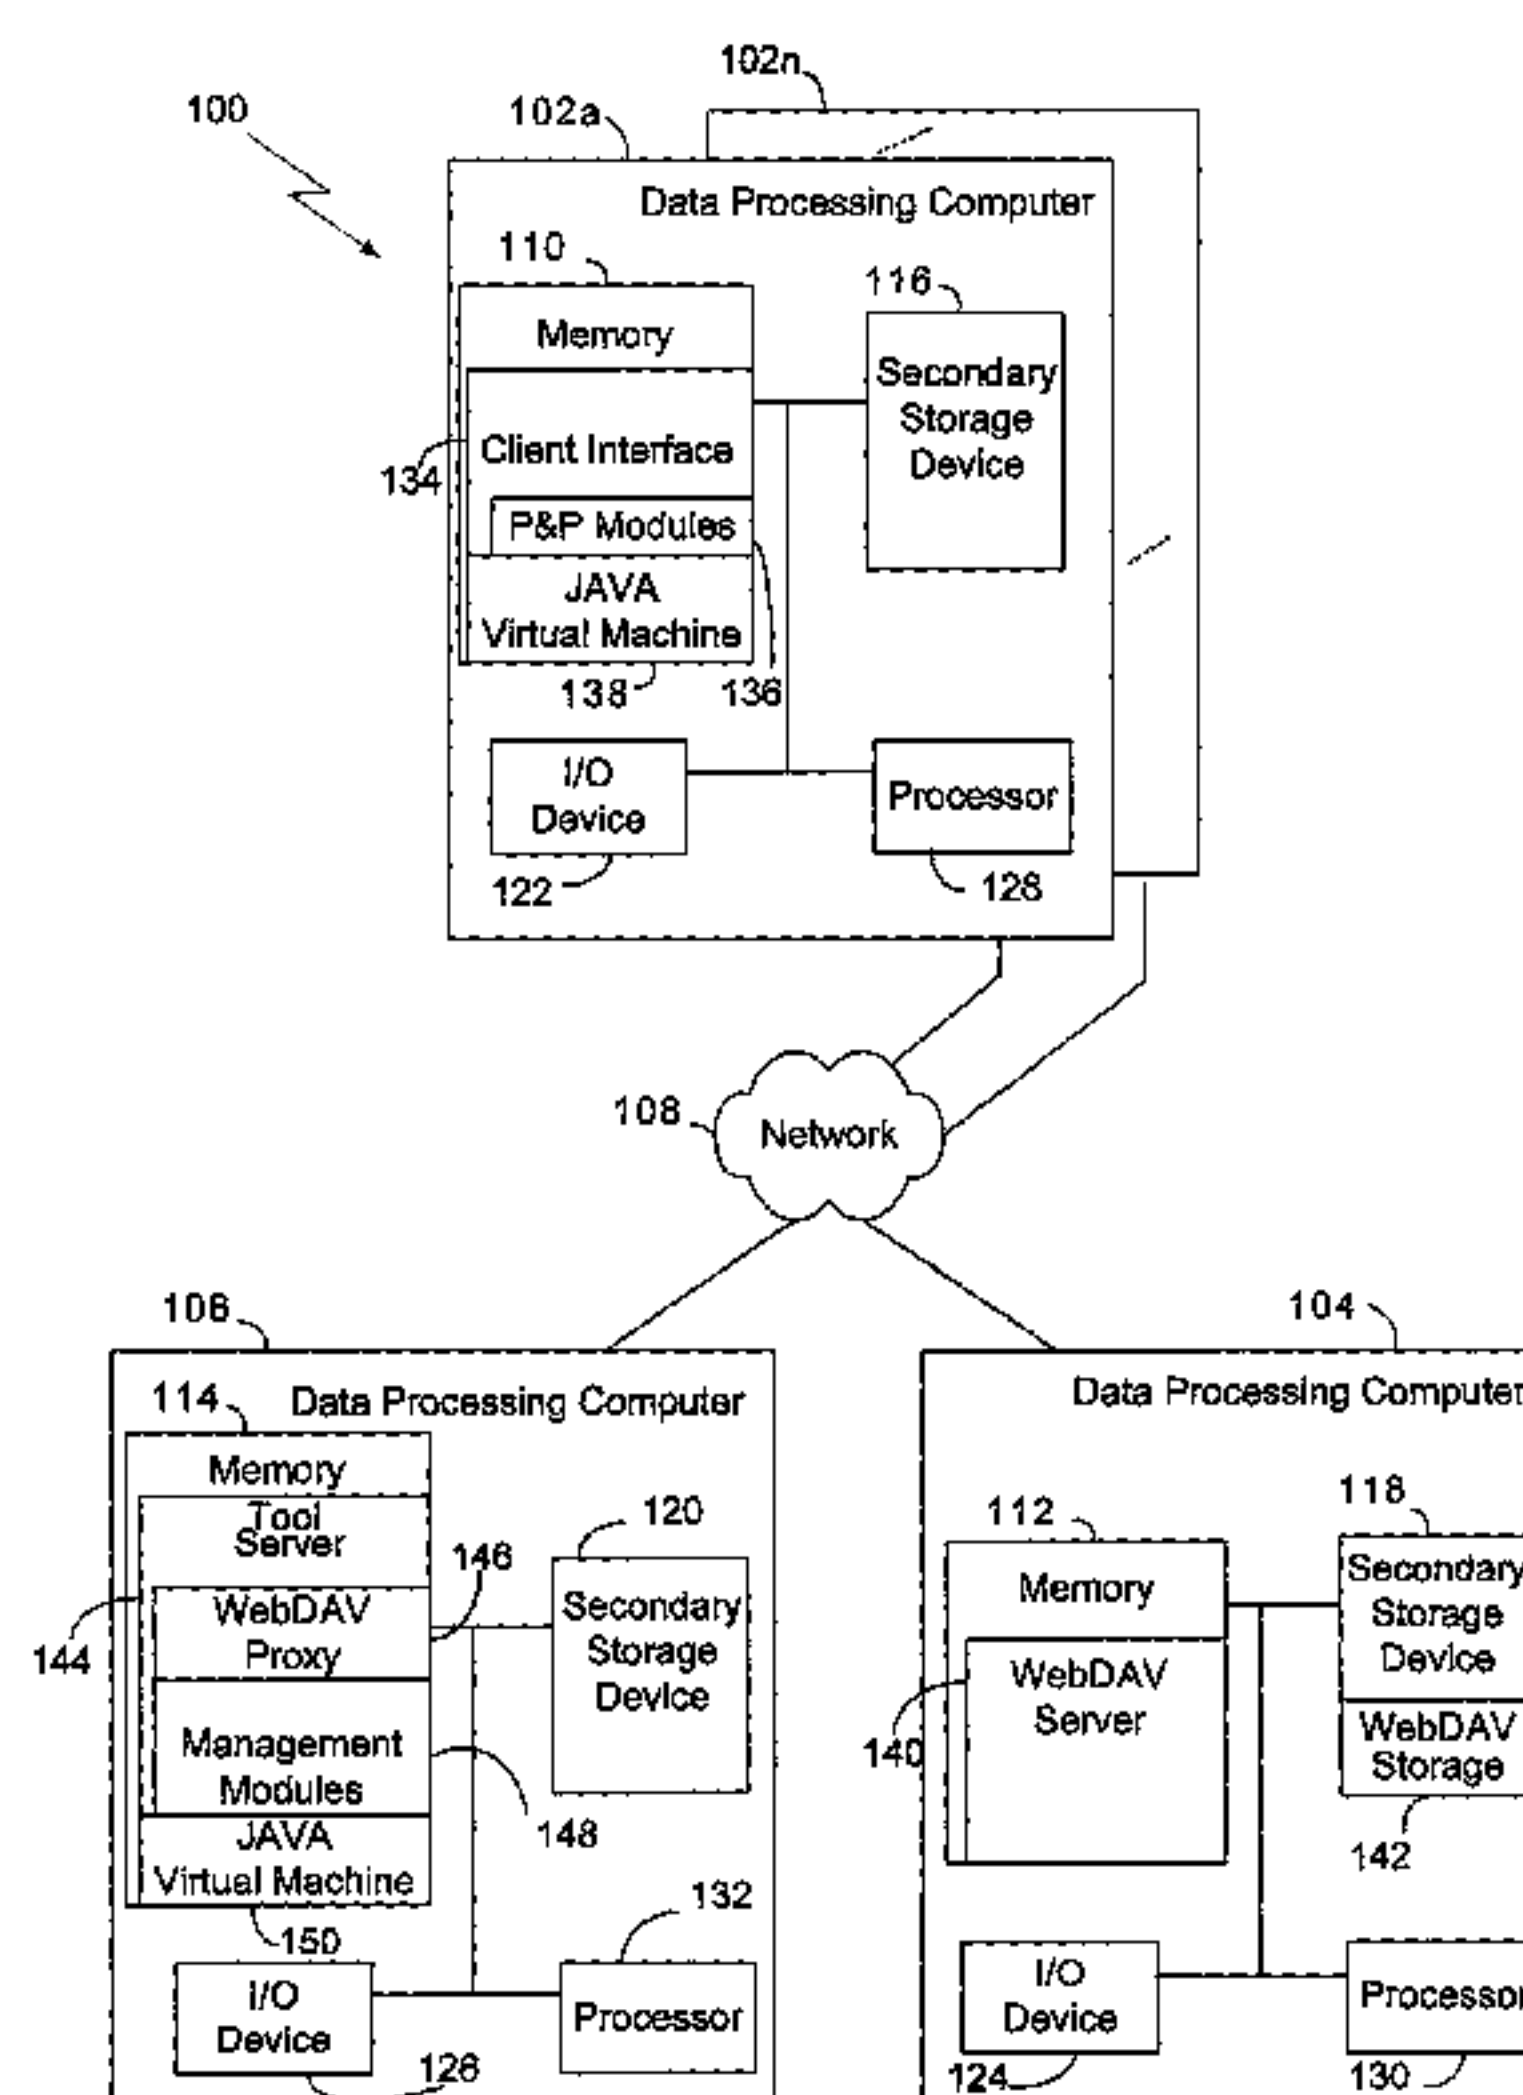 102n
100
102a
Data Processing Computer
110
116
Memory
Secondary
Storage
Device
Client Interface
134
P&P Modules
JAVA
Virtual Machine
138
136
I/O
Device
Processor
122
128
108
Network
106
104
Data Processing Computer
114
Memory
Tool
Server
120
146
WebDAV
Proxy
Secondary
Storage
Device
144
Management
Modules
148
JAVA
Virtual Machine
132
150
I/O
Device
Processor
126
Data Processing Computer
118
112
Memory
Secondary
Storage
Device
WebDAV
Server
WebDAV
Storage
140
142
I/O
Device
Processor
124
130